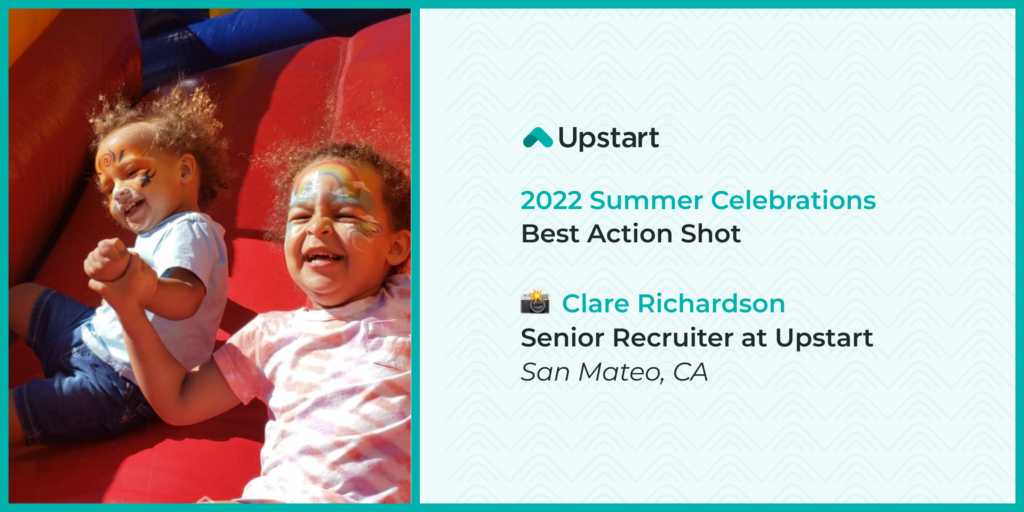 Upstart
2022 Summer Celebrations
Best Action Shot
📸 Clare Richardson
Senior Recruiter at Upstart
San Mateo, CA